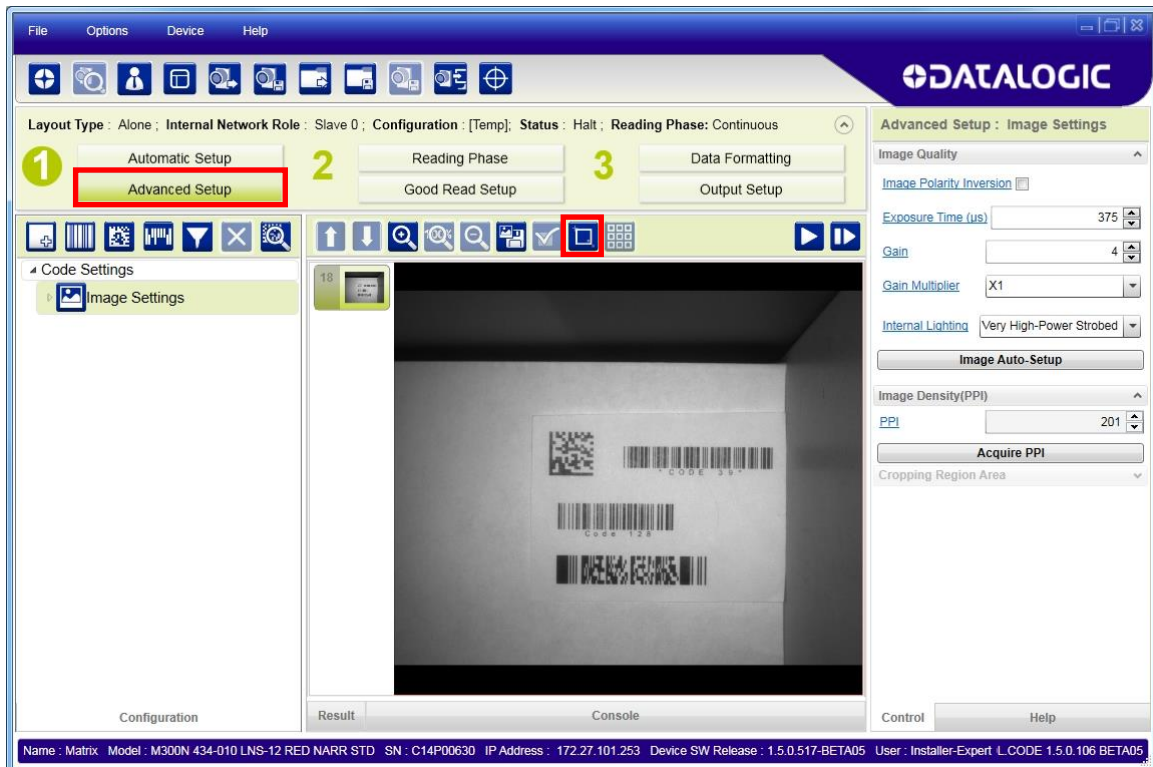 File Options Device Help
DATALOGIC
Layout Type : Alone ; Internal Network Role : Slave 0 ; Configuration : [Temp]; Status : Halt ; Reading Phase: Continuous
1 Automatic Setup
Advanced Setup
2 Reading Phase
Good Read Setup
3 Data Formatting
Output Setup
Code Settings
Image Settings
100%
18
*CODE 39*
Code 128
Configuration
Result Console
Advanced Setup : Image Settings
Image Quality
Image Polarity Inversion
Exposure Time (µs) 375
Gain 4
Gain Multiplier X1
Internal Lighting Very High-Power Strobed
Image Auto-Setup
Image Density(PPI)
PPI 201
Acquire PPI
Cropping Region Area
Control Help
Name : Matrix Model : M300N 434-010 LNS-12 RED NARR STD SN : C14P00630 IP Address : 172.27.101.253 Device SW Release : 1.5.0.517-BETA05 User : Installer-Expert L.CODE 1.5.0.106 BETA05